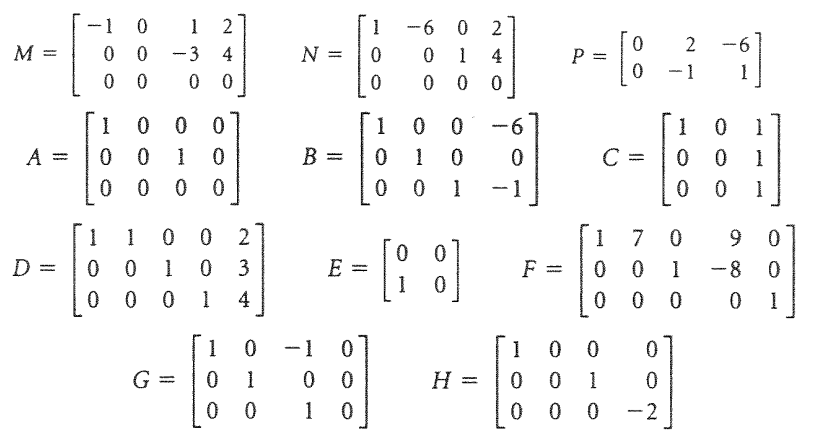 M = [ −1 0 1 2 ; 0 0 −3 4 ; 0 0 0 0 ] N = [ 1 −6 0 2 ; 0 0 1 4 ; 0 0 0 0 ] P = [ 0 2 −6 ; 0 −1 1 ]
A = [ 1 0 0 0 ; 0 0 1 0 ; 0 0 0 0 ] B = [ 1 0 0 −6 ; 0 1 0 0 ; 0 0 1 −1 ] C = [ 1 0 1 ; 0 0 1 ; 0 0 1 ]
D = [ 1 1 0 0 2 ; 0 0 1 0 3 ; 0 0 0 1 4 ] E = [ 0 0 ; 1 0 ] F = [ 1 7 0 9 0 ; 0 0 1 −8 0 ; 0 0 0 0 1 ]
G = [ 1 0 −1 0 ; 0 1 0 0 ; 0 0 1 0 ] H = [ 1 0 0 0 ; 0 0 1 0 ; 0 0 0 −2 ]